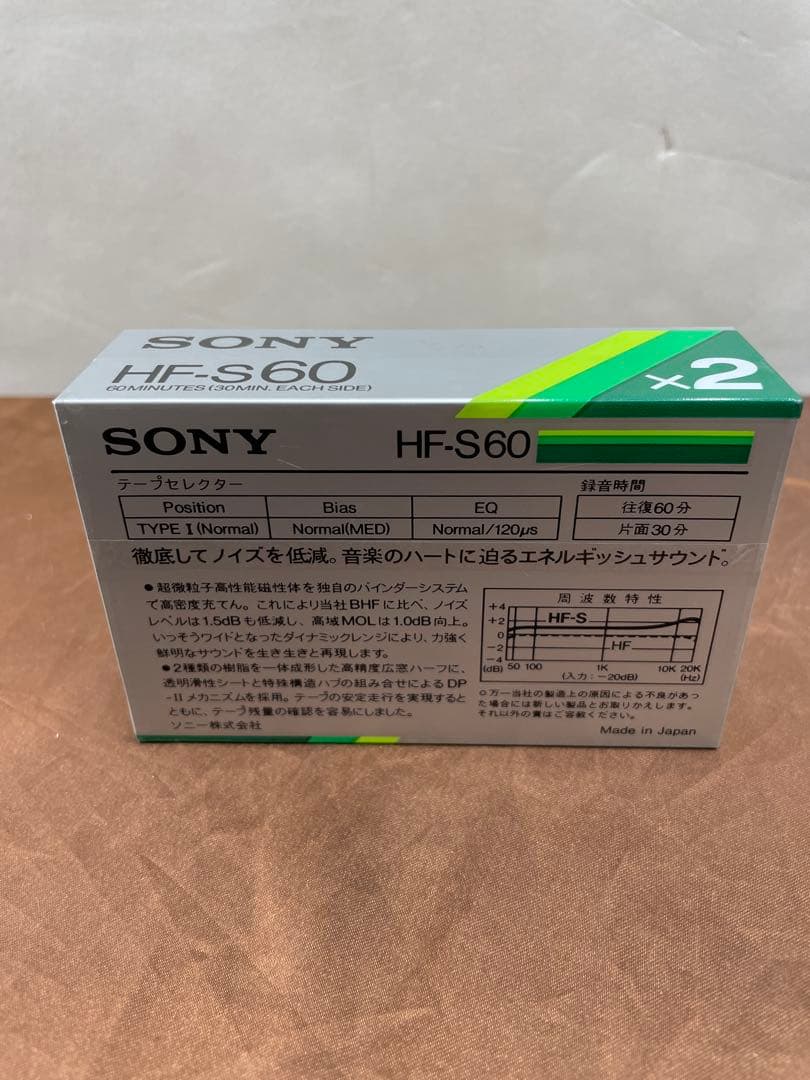 SONY
HF-S60
60MINUTES (30MIN. EACH SIDE)
×2
SONY HF-S60
テープセレクター
Position Bias EQ
TYPE I (Normal) Normal(MED) Normal/120μs
録音時間
往復60分
片面30分
徹底してノイズを低減。音楽のハートに迫るエネルギッシュサウンド。
●超微粒子高性能磁性体を独自のバインダーシステム
で高密度充てん。これにより当社BHFに比べ、ノイズ
レベルは1.5dBも低減し、高域MOLは1.0dB向上。
いっそうワイドとなったダイナミックレンジにより、力強く
鮮明なサウンドを生き生きと再現します。
●2種類の樹脂を一体成形した高精度広窓ハーフに、
透明滑性シートと特殊構造ハブの組み合せによるDP
-IIメカニズムを採用。テープの安定走行を実現すると
ともに、テープ残量の確認を容易にしました。
ソニー株式会社
周波数特性
+4
+2
0
-2
-4
(dB)
HF-S
HF
50 100 1K 10K 20K
(入力:-20dB) (Hz)
○万一当社の製造上の原因による不良があっ
た場合には新しい製品とお取りかえします。
それ以外の責はご容赦ください。
Made in Japan